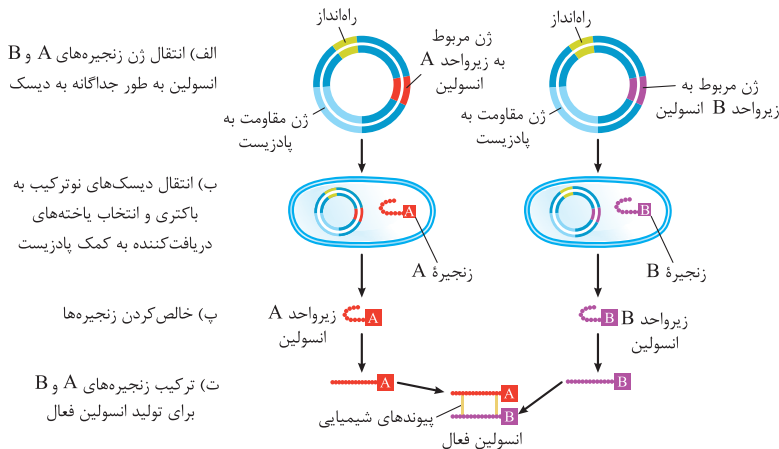 راه‌انداز
راه‌انداز
الف) انتقال ژن زنجیره‌های A و B
انسولین به طور جداگانه به دیسک
ژن مربوط
به زیرواحد A
انسولین
ژن مقاومت به
پادزیست
ژن مربوط به
زیرواحد B انسولین
ژن مقاومت به
پادزیست
ب) انتقال دیسک‌های نوترکیب به
باکتری و انتخاب یاخته‌های
دریافت‌کننده به کمک پادزیست
A
B
زنجیرهٔ A
زنجیرهٔ B
پ) خالص‌کردن زنجیره‌ها
زیرواحد A
انسولین
A
زیرواحد B
انسولین
B
ت) ترکیب زنجیره‌های A و B
برای تولید انسولین فعال
A
B
A
B
پیوندهای شیمیایی
انسولین فعال